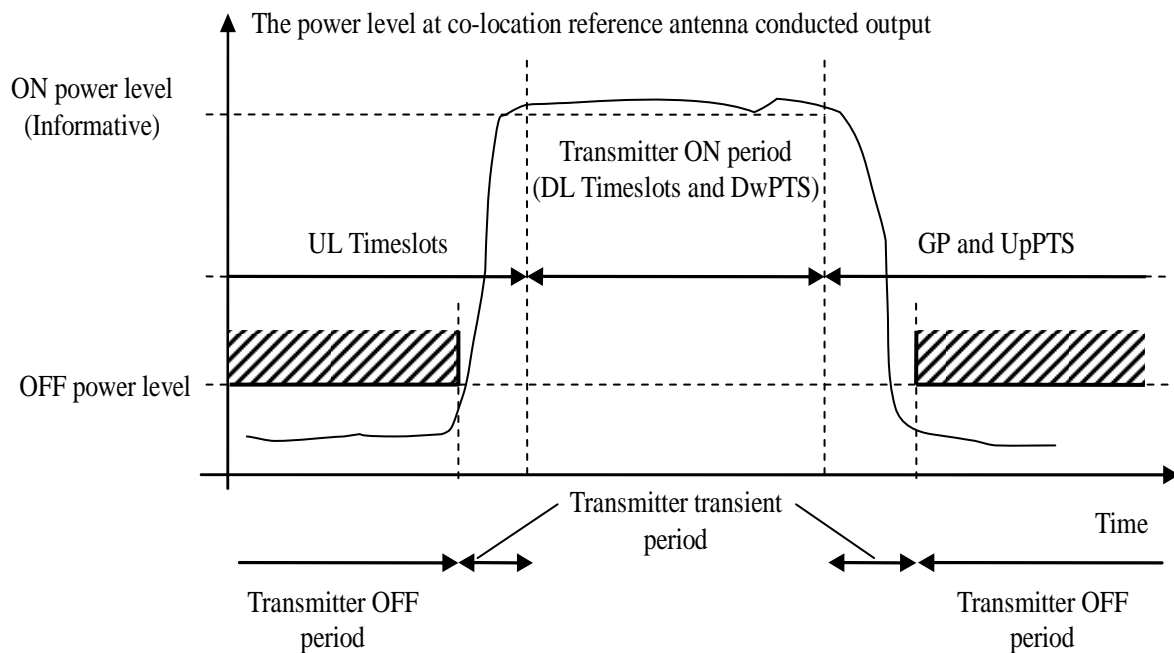 The power level at co-location reference antenna conducted output
ON power level
(Informative)
Transmitter ON period
(DL Timeslots and DwPTS)
UL Timeslots
GP and UpPTS
OFF power level
Transmitter transient
period
Time
Transmitter OFF
period
Transmitter OFF
period